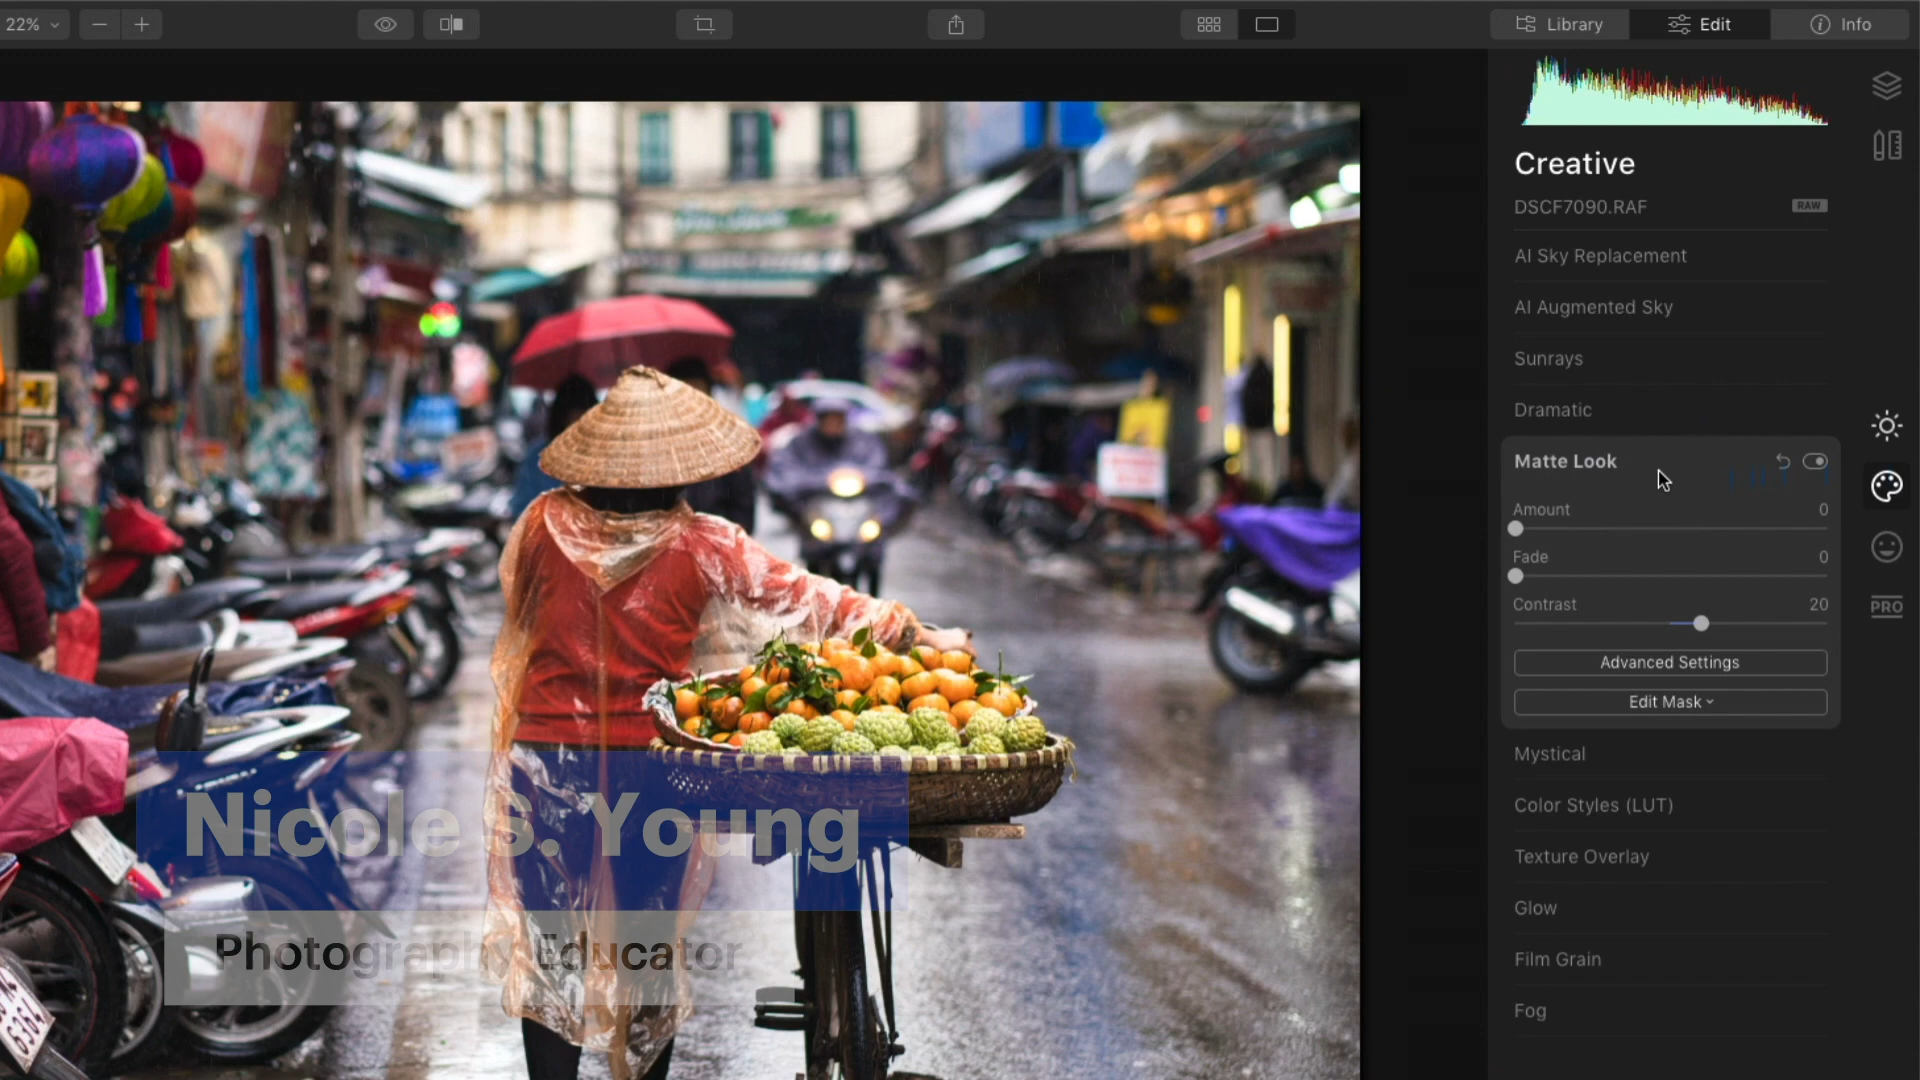 22%
Library
Edit
Info
Creative
DSCF7090.RAF
RAW
AI Sky Replacement
AI Augmented Sky
Sunrays
Dramatic
Matte Look
Amount 0
Fade 0
Contrast 20
Advanced Settings
Edit Mask
Mystical
Color Styles (LUT)
Texture Overlay
Glow
Film Grain
Fog
PRO
Nicole S. Young
Photography Educator